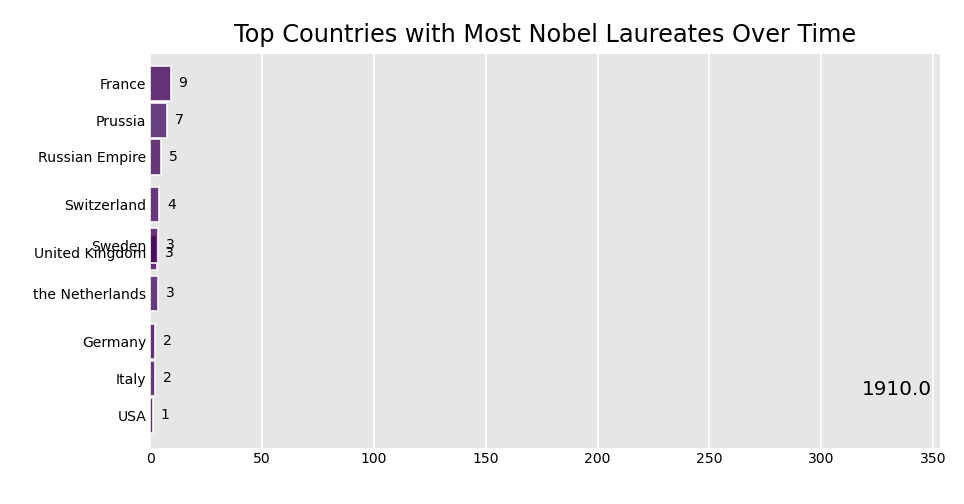 Top Countries with Most Nobel Laureates Over Time
France 9
Prussia 7
Russian Empire 5
Switzerland 4
Sweden 3
United Kingdom 3
the Netherlands 3
Germany 2
Italy 2
1910.0
USA 1
0 50 100 150 200 250 300 350